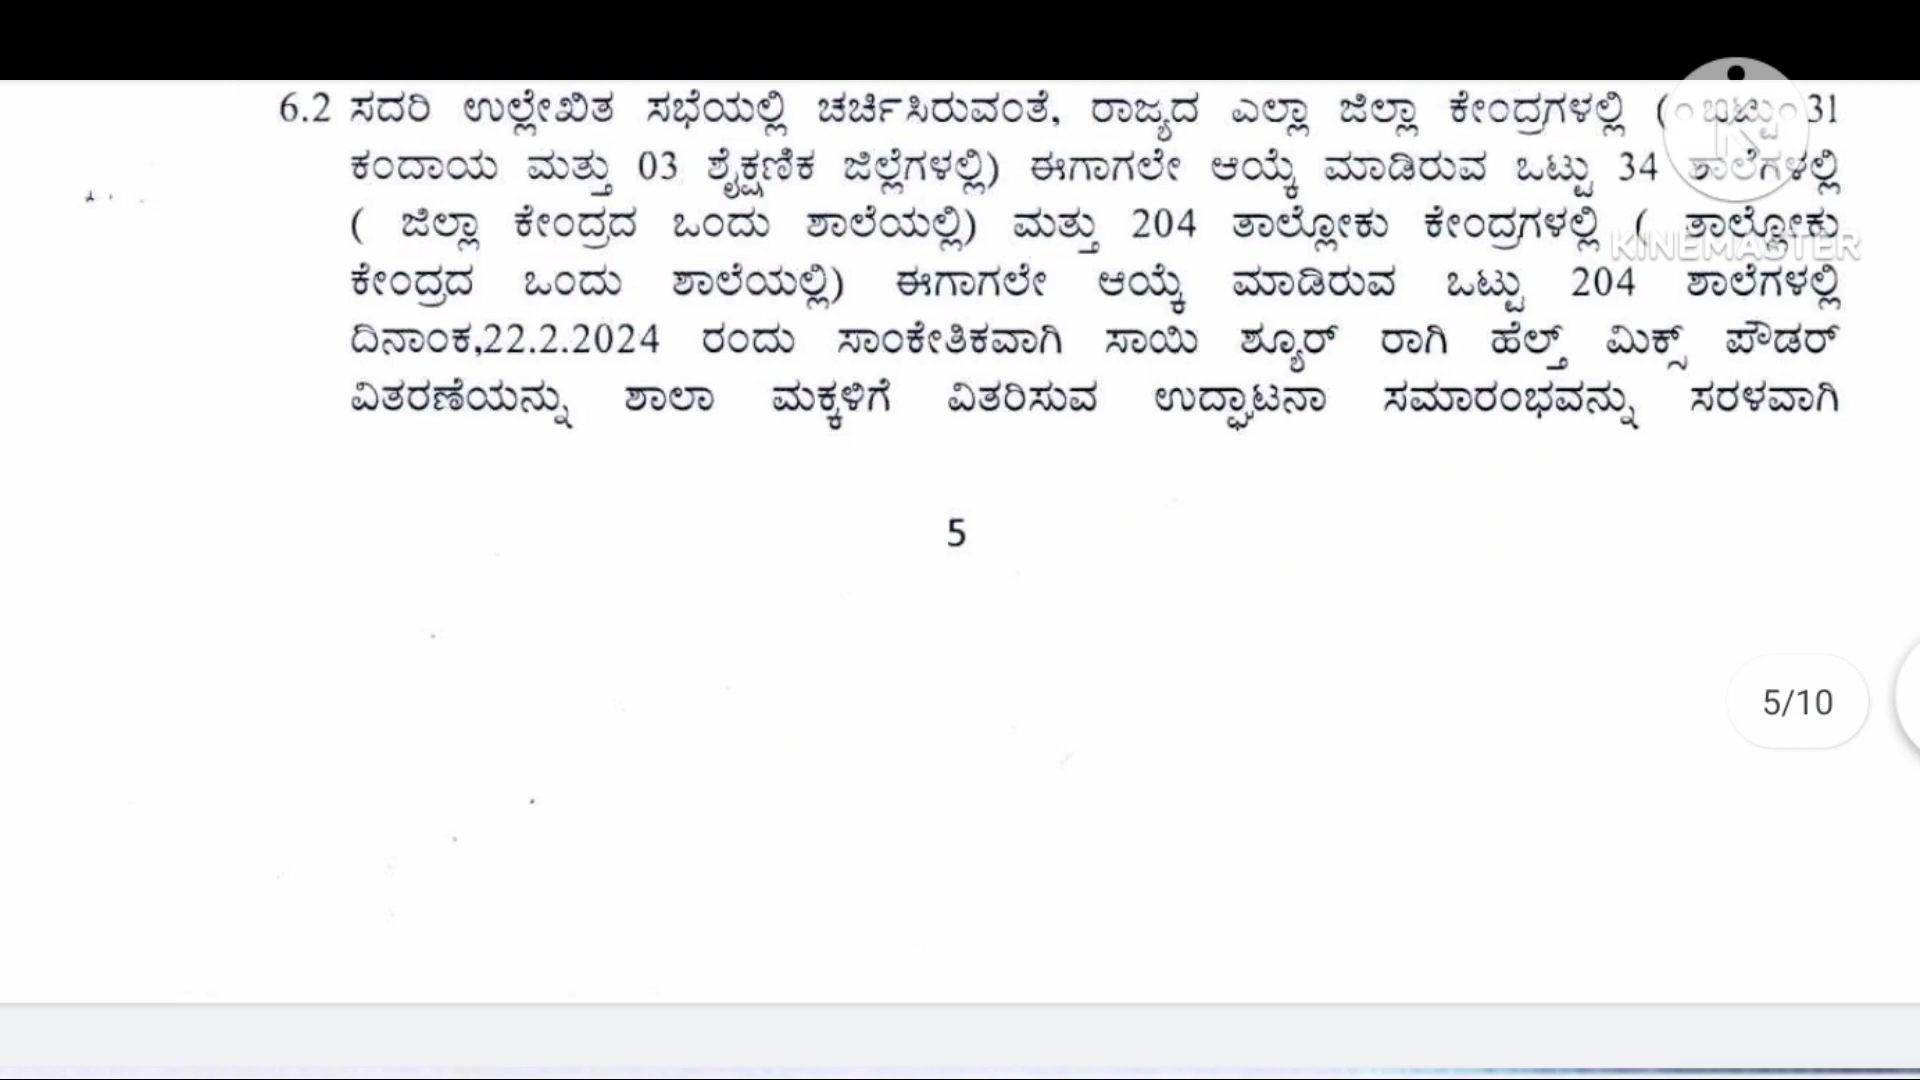 6.2 ಸದರಿ ಉಲ್ಲೇಖಿತ ಸಭೆಯಲ್ಲಿ ಚರ್ಚಿಸಿರುವಂತೆ, ರಾಜ್ಯದ ಎಲ್ಲಾ ಜಿಲ್ಲಾ ಕೇಂದ್ರಗಳಲ್ಲಿ ( ಒಟ್ಟು 31
ಕಂದಾಯ ಮತ್ತು 03 ಶೈಕ್ಷಣಿಕ ಜಿಲ್ಲೆಗಳಲ್ಲಿ) ಈಗಾಗಲೇ ಆಯ್ಕೆ ಮಾಡಿರುವ ಒಟ್ಟು 34 ಶಾಲೆಗಳಲ್ಲಿ
( ಜಿಲ್ಲಾ ಕೇಂದ್ರದ ಒಂದು ಶಾಲೆಯಲ್ಲಿ) ಮತ್ತು 204 ತಾಲ್ಲೋಕು ಕೇಂದ್ರಗಳಲ್ಲಿ ( ತಾಲ್ಲೋಕು
KINEMASTER
ಕೇಂದ್ರದ ಒಂದು ಶಾಲೆಯಲ್ಲಿ) ಈಗಾಗಲೇ ಆಯ್ಕೆ ಮಾಡಿರುವ ಒಟ್ಟು 204 ಶಾಲೆಗಳಲ್ಲಿ
ದಿನಾಂಕ,22.2.2024 ರಂದು ಸಾಂಕೇತಿಕವಾಗಿ ಸಾಯಿ ಶ್ಯೂರ್ ರಾಗಿ ಹೆಲ್ತ್ ಮಿಕ್ಸ್ ಪೌಡರ್
ವಿತರಣೆಯನ್ನು ಶಾಲಾ ಮಕ್ಕಳಿಗೆ ವಿತರಿಸುವ ಉದ್ಘಾಟನಾ ಸಮಾರಂಭವನ್ನು ಸರಳವಾಗಿ
5
5/10